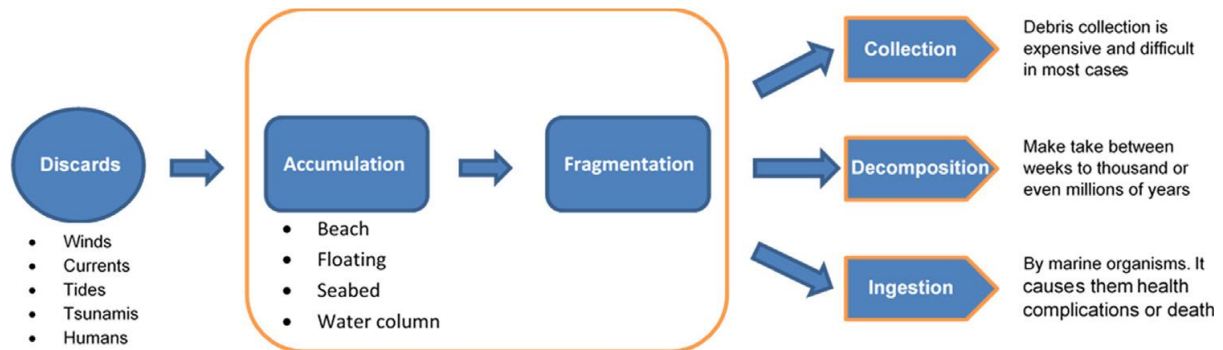 Discards
• Winds
• Currents
• Tides
• Tsunamis
• Humans
Accumulation
• Beach
• Floating
• Seabed
• Water column
Fragmentation
Collection
Debris collection is
expensive and difficult
in most cases
Decomposition
Make take between
weeks to thousand or
even millions of years
Ingestion
By marine organisms. It
causes them health
complications or death